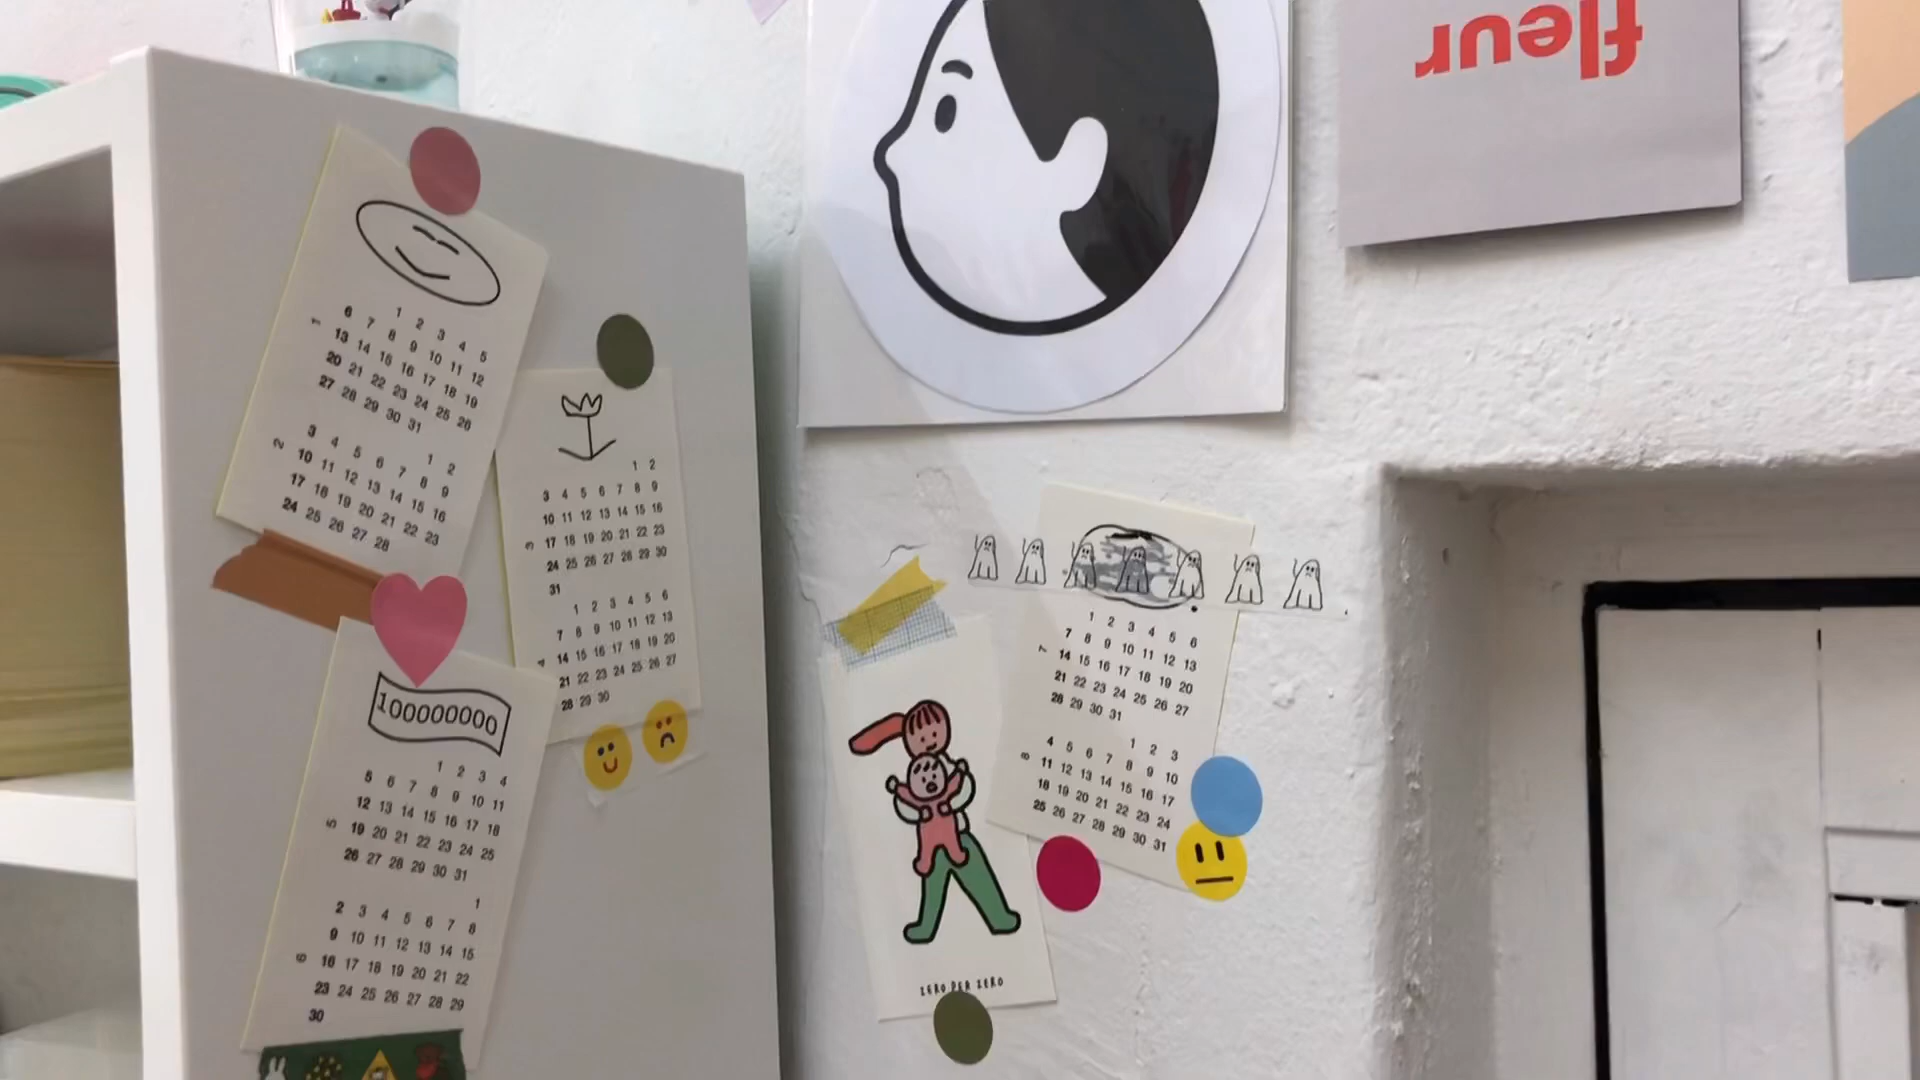 fleur
1 2 3 4 5
6 7 8 9 10 11 12
13 14 15 16 17 18 19
20 21 22 23 24 25 26
27 28 29 30 31
1
1 2
3 4 5 6 7 8 9
10 11 12 13 14 15 16
17 18 19 20 21 22 23
24 25 26 27 28
2
1 2
3 4 5 6 7 8 9
10 11 12 13 14 15 16
17 18 19 20 21 22 23
24 25 26 27 28 29 30
31
3
1 2 3 4 5 6
7 8 9 10 11 12 13
14 15 16 17 18 19 20
21 22 23 24 25 26 27
28 29 30
4
100000000
1 2 3 4
5 6 7 8 9 10 11
12 13 14 15 16 17 18
19 20 21 22 23 24 25
26 27 28 29 30 31
5
1
2 3 4 5 6 7 8
9 10 11 12 13 14 15
16 17 18 19 20 21 22
23 24 25 26 27 28 29
30
6
1 2 3 4 5 6
7 8 9 10 11 12 13
14 15 16 17 18 19 20
21 22 23 24 25 26 27
28 29 30 31
7
1 2 3
4 5 6 7 8 9 10
11 12 13 14 15 16 17
18 19 20 21 22 23 24
25 26 27 28 29 30 31
8
ZERO PER ZERO